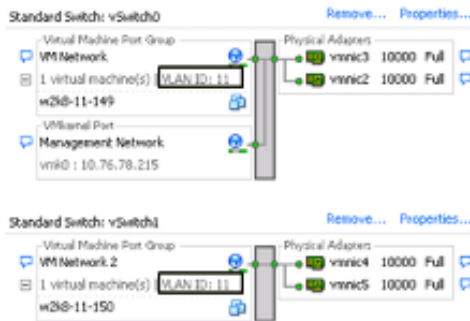 Standard Switch: vSwitch0 Remove... Properties...
Virtual Machine Port Group Physical Adapters
VM Network vmnic3 10000 Full
1 virtual machine(s) | VLAN ID: 11 vmnic2 10000 Full
w2k8-11-149
VMkernel Port
Management Network
vmk0 : 10.76.78.215
Standard Switch: vSwitch1 Remove... Properties...
Virtual Machine Port Group Physical Adapters
VM Network 2 vmnic4 10000 Full
1 virtual machine(s) | VLAN ID: 11 vmnic5 10000 Full
w2k8-11-150